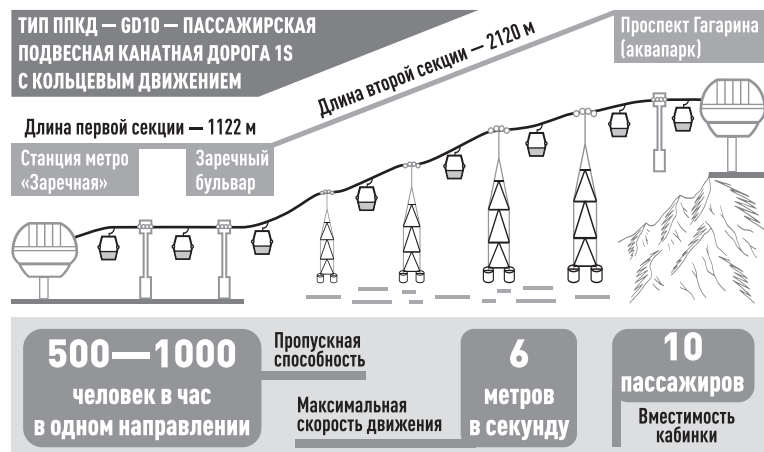 ТИП ППКД — GD10 — ПАССАЖИРСКАЯ
ПОДВЕСНАЯ КАНАТНАЯ ДОРОГА 1S
С КОЛЬЦЕВЫМ ДВИЖЕНИЕМ
Длина второй секции — 2120 м
Проспект Гагарина
(аквапарк)
Длина первой секции — 1122 м
Станция метро
«Заречная»
Заречный
бульвар
500—1000
человек в час
в одном направлении
Пропускная
способность
Максимальная
скорость движения
6
метров
в секунду
10
пассажиров
Вместимость
кабинки